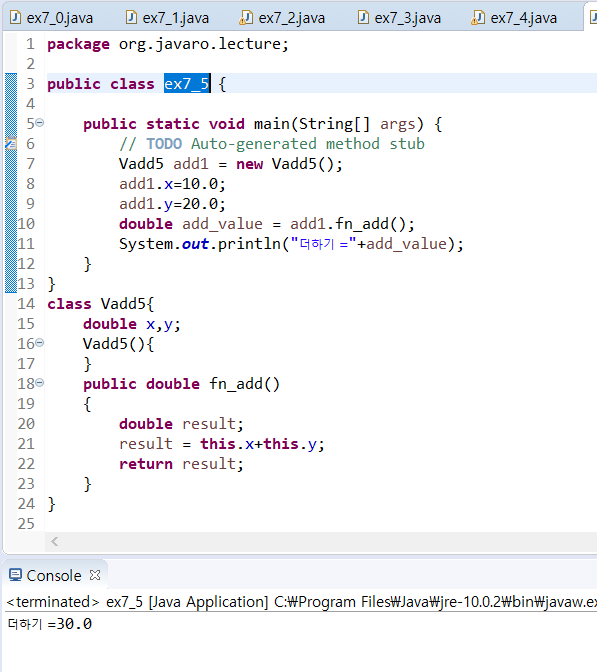 ex7_0.java ex7_1.java ex7_2.java ex7_3.java ex7_4.java
1 package org.javaro.lecture;
2
3 public class ex7_5 {
4
5 public static void main(String[] args) {
6 // TODO Auto-generated method stub
7 Vadd5 add1 = new Vadd5();
8 add1.x=10.0;
9 add1.y=20.0;
10 double add_value = add1.fn_add();
11 System.out.println("더하기 ="+add_value);
12 }
13 }
14 class Vadd5{
15 double x,y;
16 Vadd5(){
17 }
18 public double fn_add()
19 {
20 double result;
21 result = this.x+this.y;
22 return result;
23 }
24 }
25
Console
<terminated> ex7_5 [Java Application] C:₩Program Files₩Java₩jre-10.0.2₩bin₩javaw.ex
더하기 =30.0